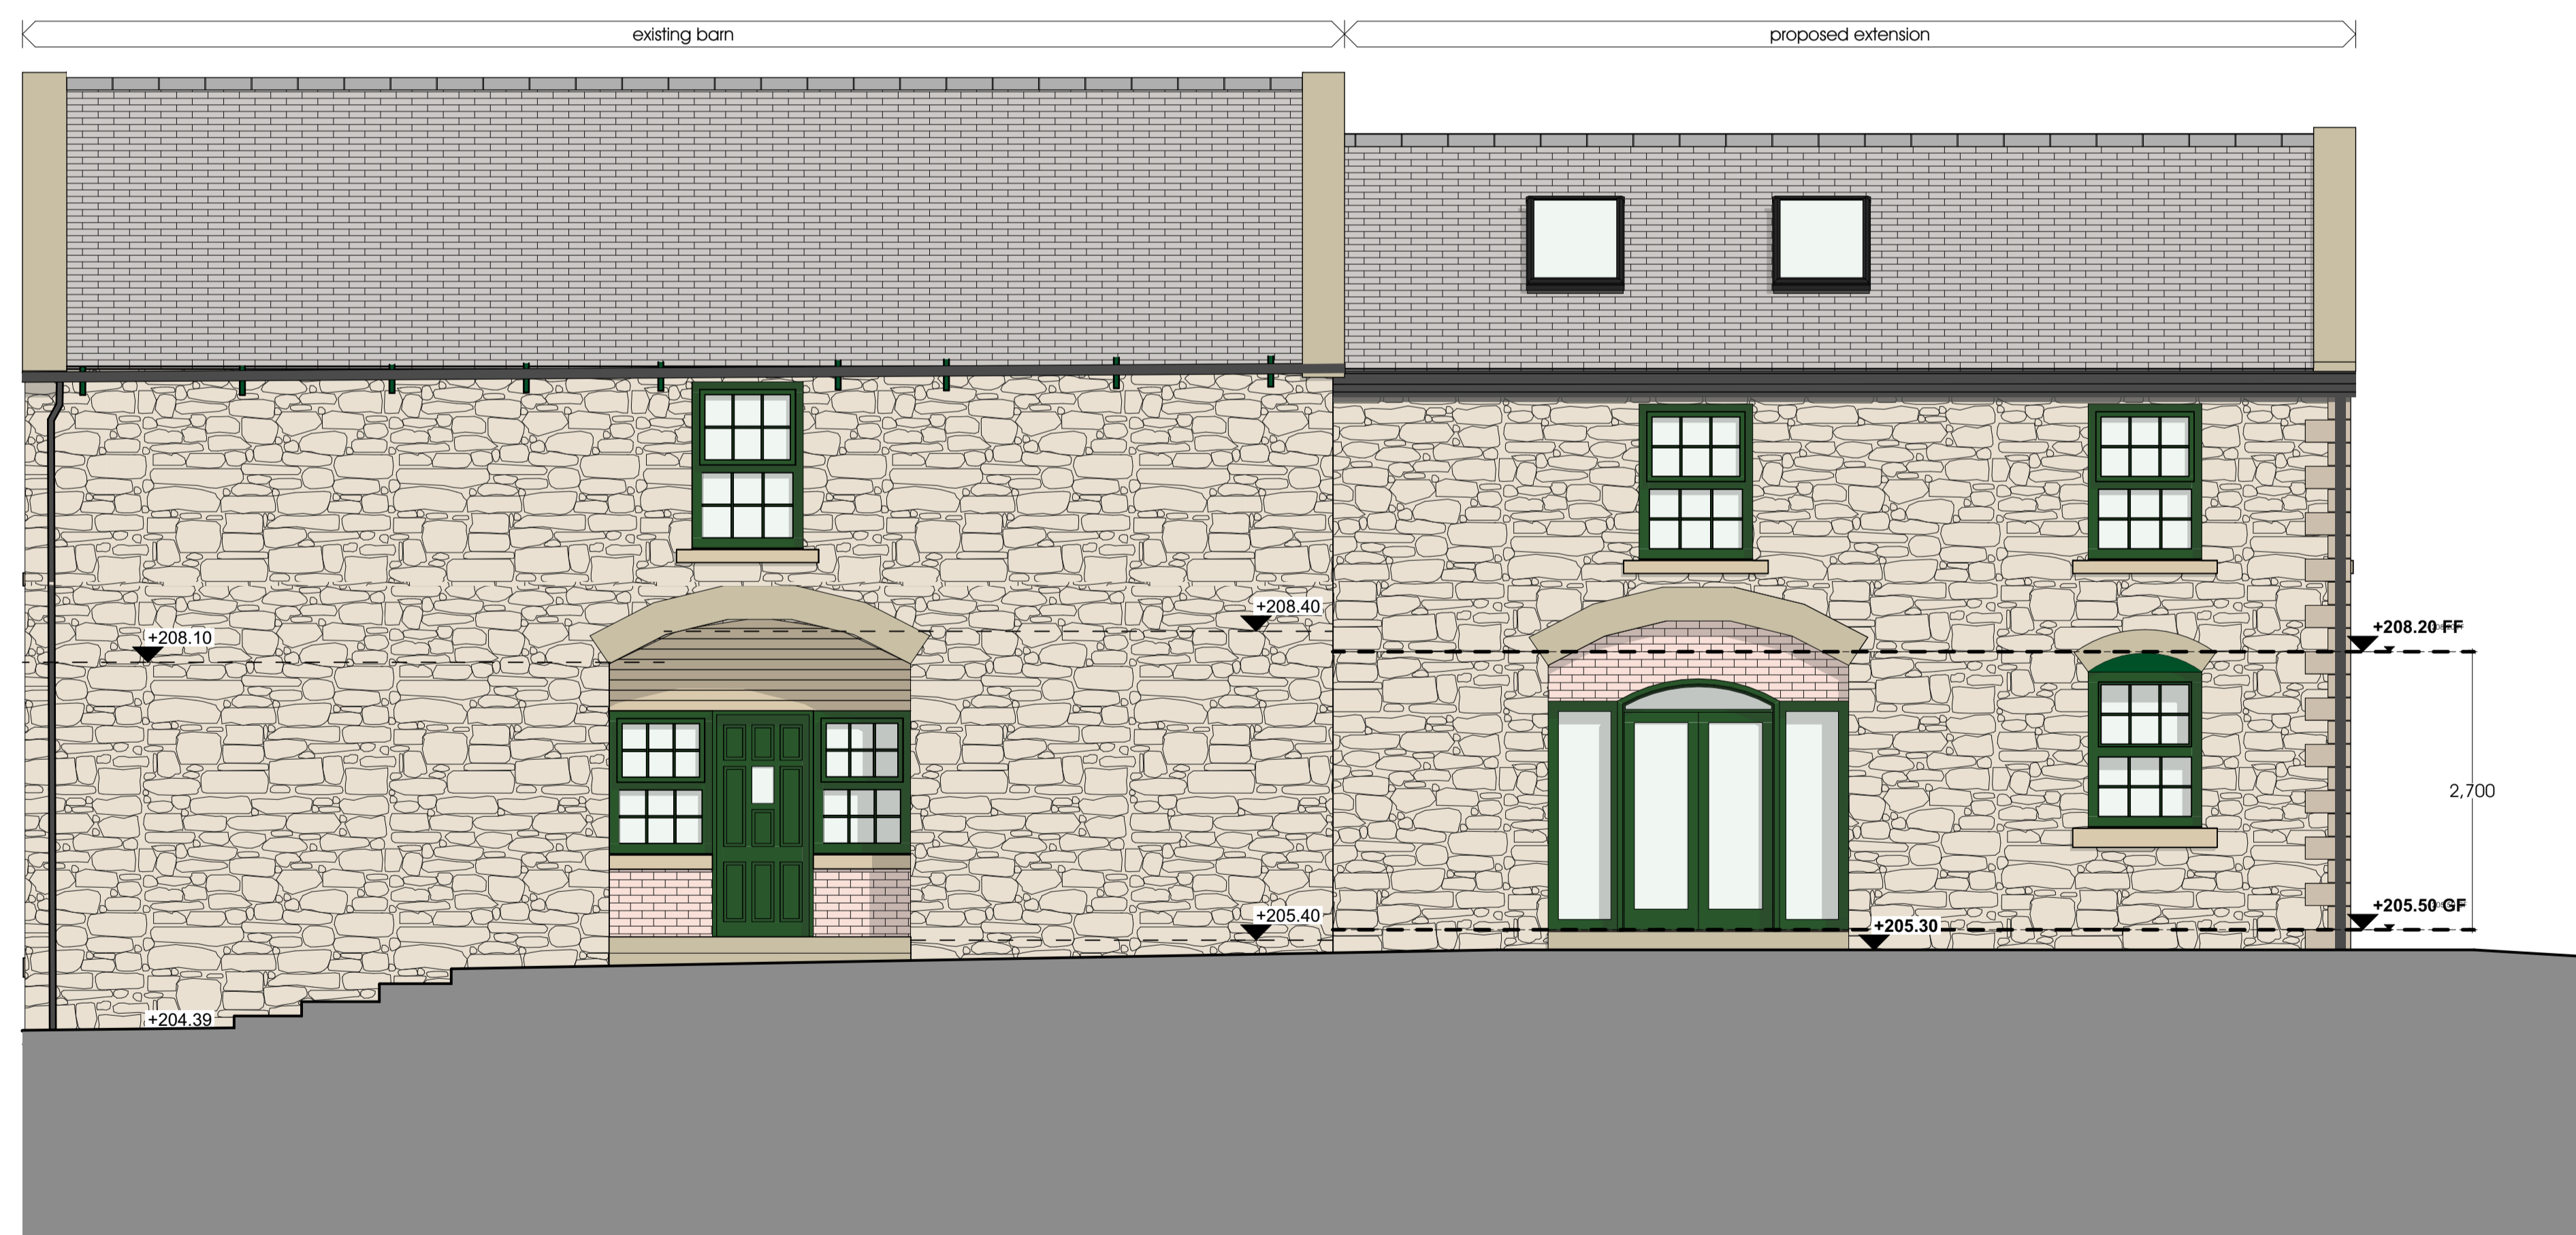 existing barn
proposed extension
+208.40
+208.10
+208.20 FF
2,700
+205.40
+205.50 GF
+205.30
+204.39